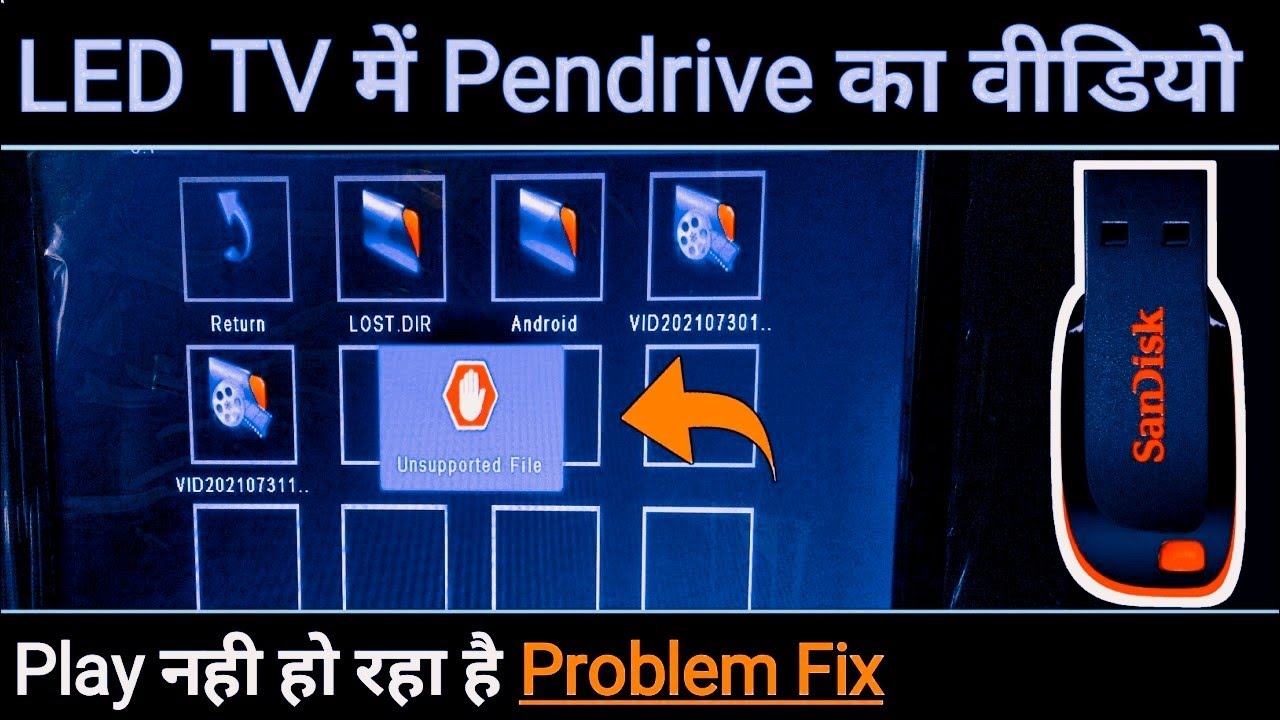 LED TV में Pendrive का वीडियो
Return
LOST.DIR
Android
VID202107301..
VID202107311..
Unsupported File
SanDisk
Play नही हो रहा है Problem Fix